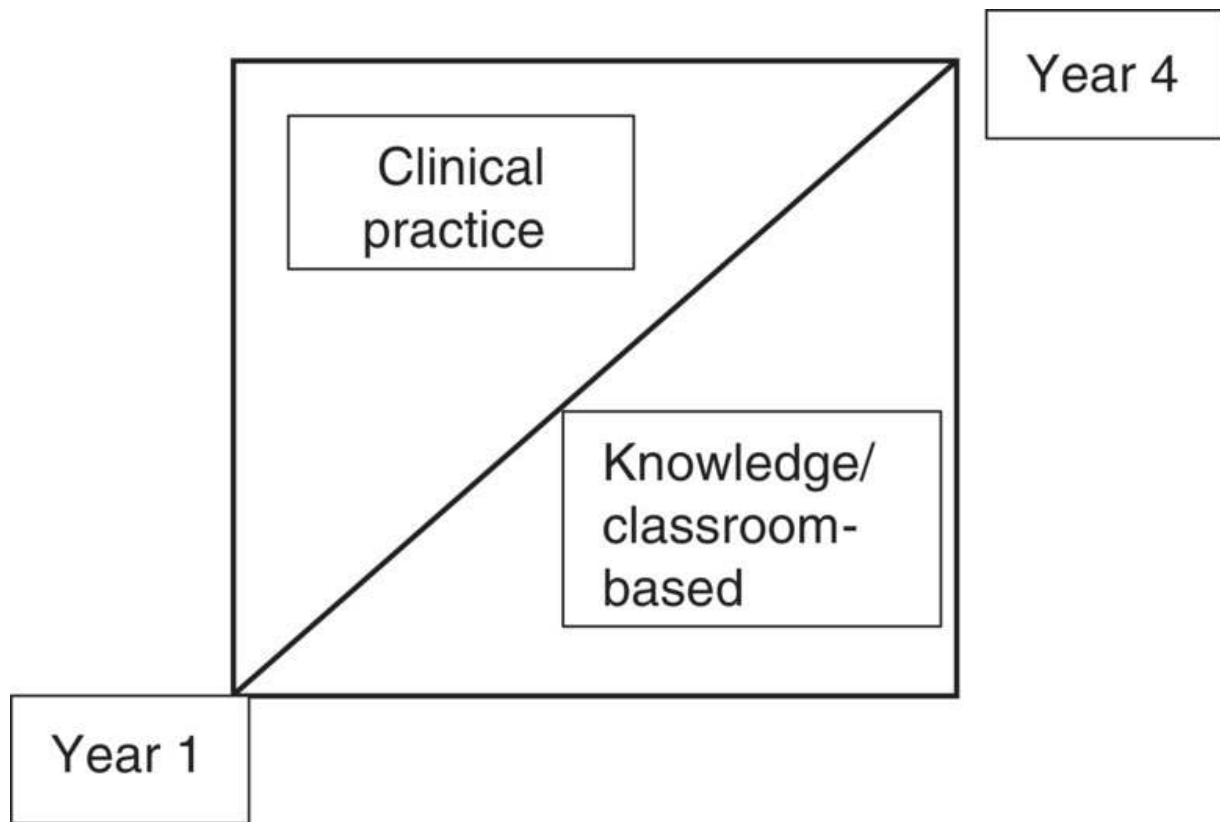 Year 4
Clinical
practice
Knowledge/
classroom-
based
Year 1